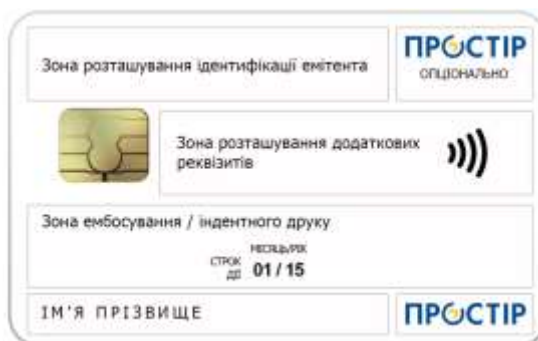 Зона розташування ідентифікації емітента
ПРОСТІР
ОПЦІОНАЛЬНО
Зона розташування додаткових
реквізитів
Зона ембосування / індентного друку
МІСЯЦЬ/РІК
СТРОК
ДІЇ 01 / 15
ІМ'Я ПРІЗВИЩЕ
ПРОСТІР